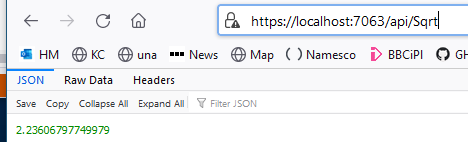 https://localhost:7063/api/Sqrt
HM KC una News Map Namesco BBCiPl GH
JSON Raw Data Headers
Save Copy Collapse All Expand All Filter JSON
2.23606797749979